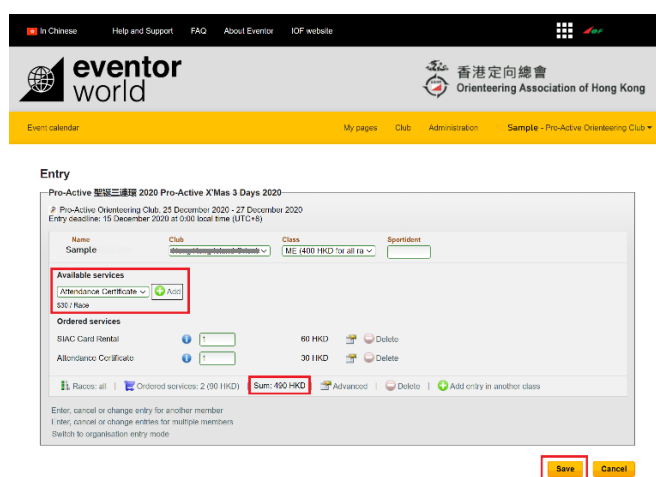 In Chinese Help and Support FAQ About Eventor IOF website
eventor
world
香港定向總會
Orienteering Association of Hong Kong
Event calendar My pages Club Administration Sample - Pro-Active Orienteering Club
Entry
Pro-Active 聖誕三連環 2020 Pro-Active X'Mas 3 Days 2020
Pro-Active Orienteering Club, 25 December 2020 - 27 December 2020
Entry deadline: 15 December 2020 at 0:00 local time (UTC+8)
Name Club Class Sportident
Sample ME (400 HKD for all ra
Available services
Attendance Certificate Add
$30 / Race
Ordered services
SIAC Card Rental 1 60 HKD Delete
Attendance Certificate 1 30 HKD Delete
Races: all | Ordered services: 2 (90 HKD) Sum: 490 HKD Advanced | Delete | Add entry in another class
Enter, cancel or change entry for another member
Enter, cancel or change entries for multiple members
Switch to organisation entry mode
Save Cancel